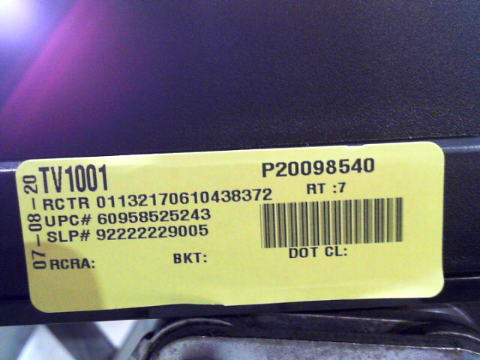 07-08-20
TV1001 P20098540
RCTR 01132170610438372 RT :7
UPC# 60958525243
SLP# 92222229005
RCRA: BKT: DOT CL: